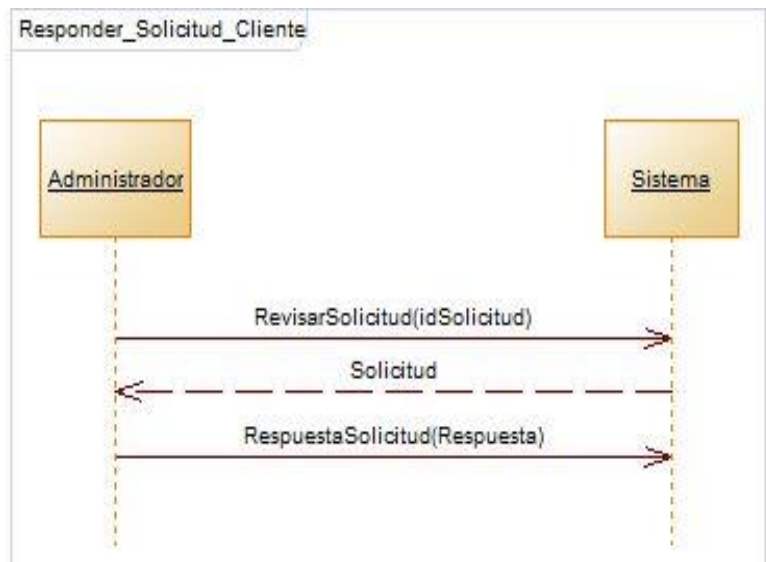 Responder_Solicitud_Cliente
Administrador
Sistema
RevisarSolicitud(idSolicitud)
Solicitud
RespuestaSolicitud(Respuesta)